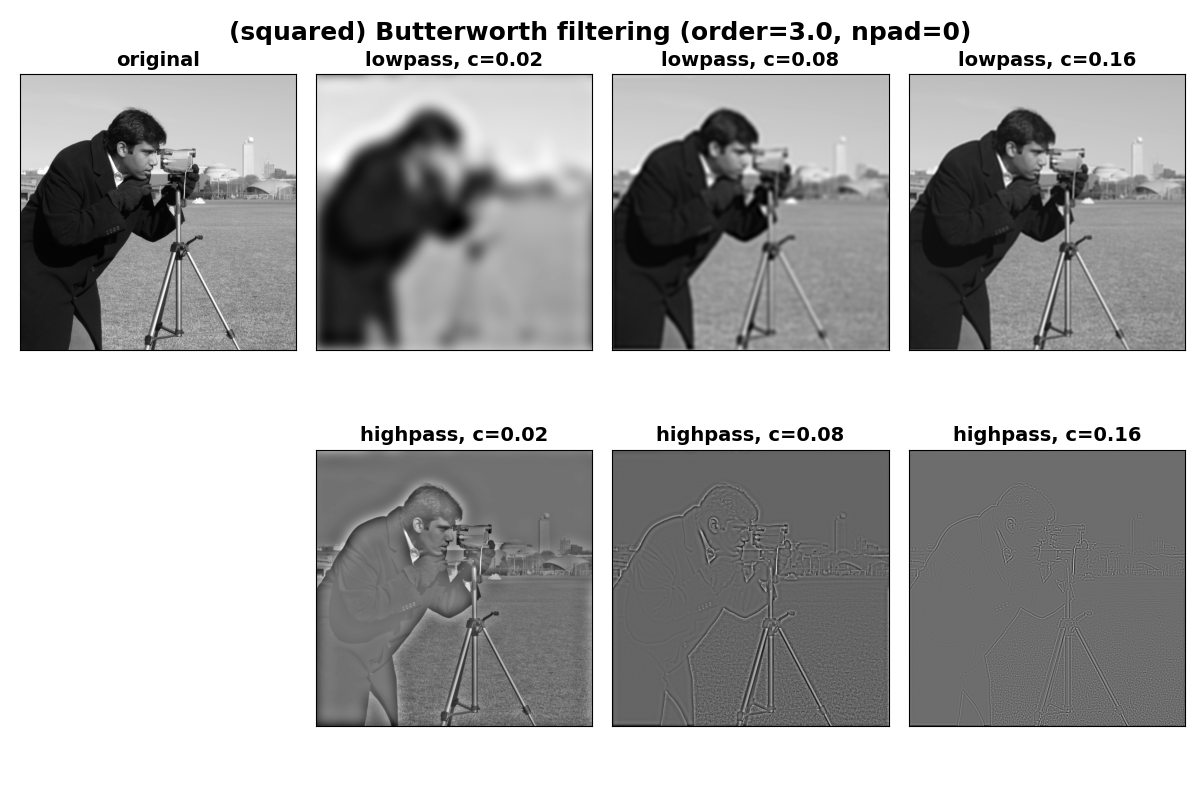 (squared) Butterworth filtering (order=3.0, npad=0)
original
lowpass, c=0.02
lowpass, c=0.08
lowpass, c=0.16
highpass, c=0.02
highpass, c=0.08
highpass, c=0.16